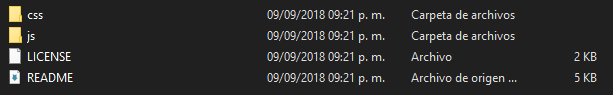 css 09/09/2018 09:21 p. m. Carpeta de archivos
js 09/09/2018 09:21 p. m. Carpeta de archivos
LICENSE 09/09/2018 09:21 p. m. Archivo 2 KB
README 09/09/2018 09:21 p. m. Archivo de origen ... 5 KB